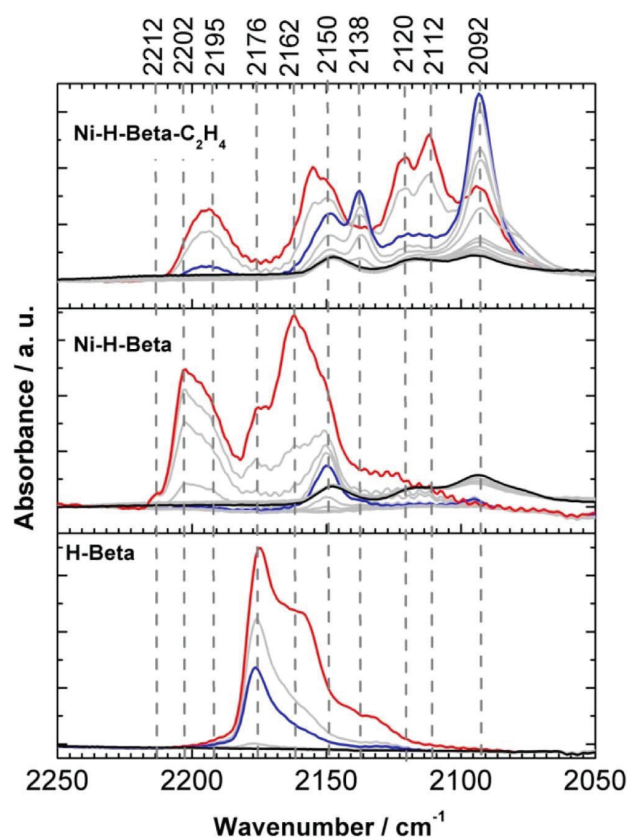 2212
2202
2195
2176
2162
2150
2138
2120
2112
2092
Ni-H-Beta-C₂H₄
Ni-H-Beta
H-Beta
Absorbance / a. u.
2250 2200 2150 2100 2050
Wavenumber / cm⁻¹